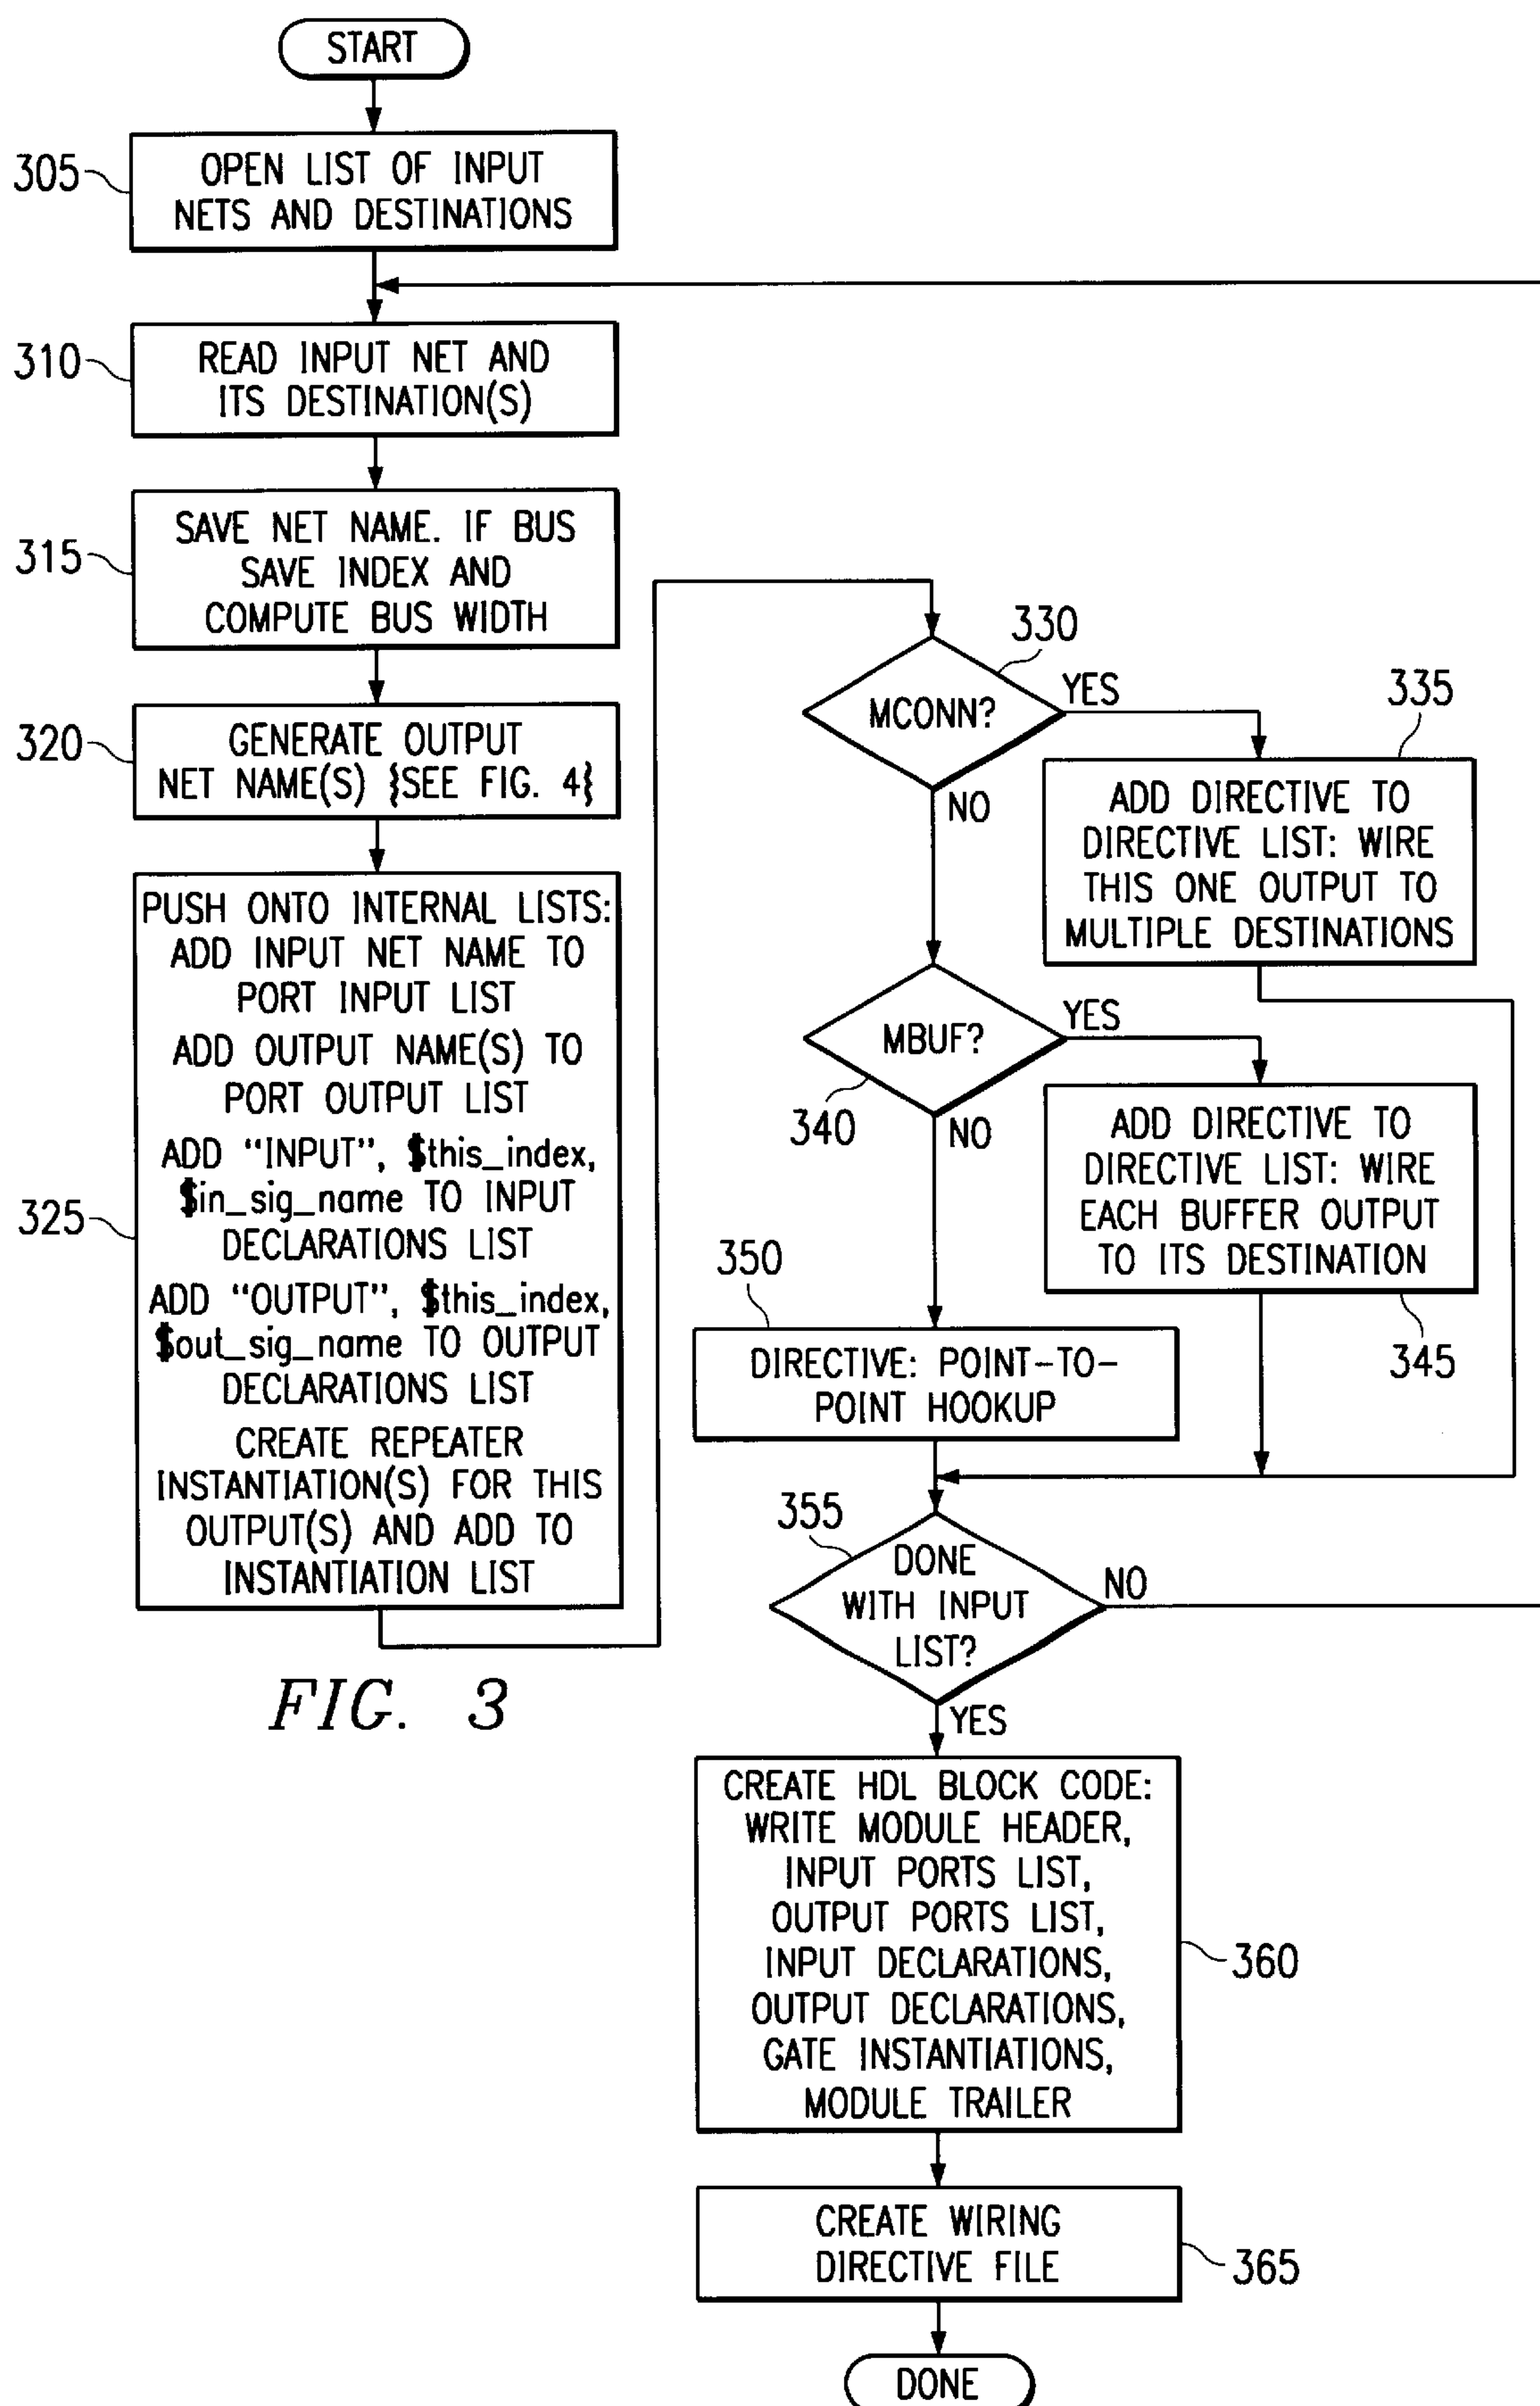 START
305
OPEN LIST OF INPUT
NETS AND DESTINATIONS
310
READ INPUT NET AND
ITS DESTINATION(S)
315
SAVE NET NAME. IF BUS
SAVE INDEX AND
COMPUTE BUS WIDTH
320
GENERATE OUTPUT
NET NAME(S) {SEE FIG. 4}
325
PUSH ONTO INTERNAL LISTS:
ADD INPUT NET NAME TO
PORT INPUT LIST
ADD OUTPUT NAME(S) TO
PORT OUTPUT LIST
ADD “INPUT”, $this_index,
$in_sig_name TO INPUT
DECLARATIONS LIST
ADD “OUTPUT”, $this_index,
$out_sig_name TO OUTPUT
DECLARATIONS LIST
CREATE REPEATER
INSTANTIATION(S) FOR THIS
OUTPUT(S) AND ADD TO
INSTANTIATION LIST
330
MCONN?
YES
NO
335
ADD DIRECTIVE TO
DIRECTIVE LIST: WIRE
THIS ONE OUTPUT TO
MULTIPLE DESTINATIONS
MBUF?
340
YES
NO
ADD DIRECTIVE TO
DIRECTIVE LIST: WIRE
EACH BUFFER OUTPUT
TO ITS DESTINATION
345
350
DIRECTIVE: POINT-TO-
POINT HOOKUP
355
DONE
WITH INPUT
LIST?
NO
YES
CREATE HDL BLOCK CODE:
WRITE MODULE HEADER,
INPUT PORTS LIST,
OUTPUT PORTS LIST,
INPUT DECLARATIONS,
OUTPUT DECLARATIONS,
GATE INSTANTIATIONS,
MODULE TRAILER
360
CREATE WIRING
DIRECTIVE FILE
365
DONE
FIG. 3